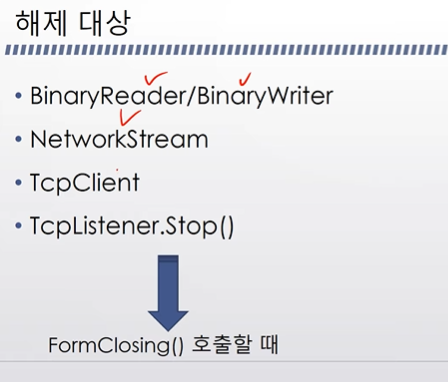 해제 대상
• BinaryReader/BinaryWriter
• NetworkStream
• TcpClient
• TcpListener.Stop()
FormClosing() 호출할 때